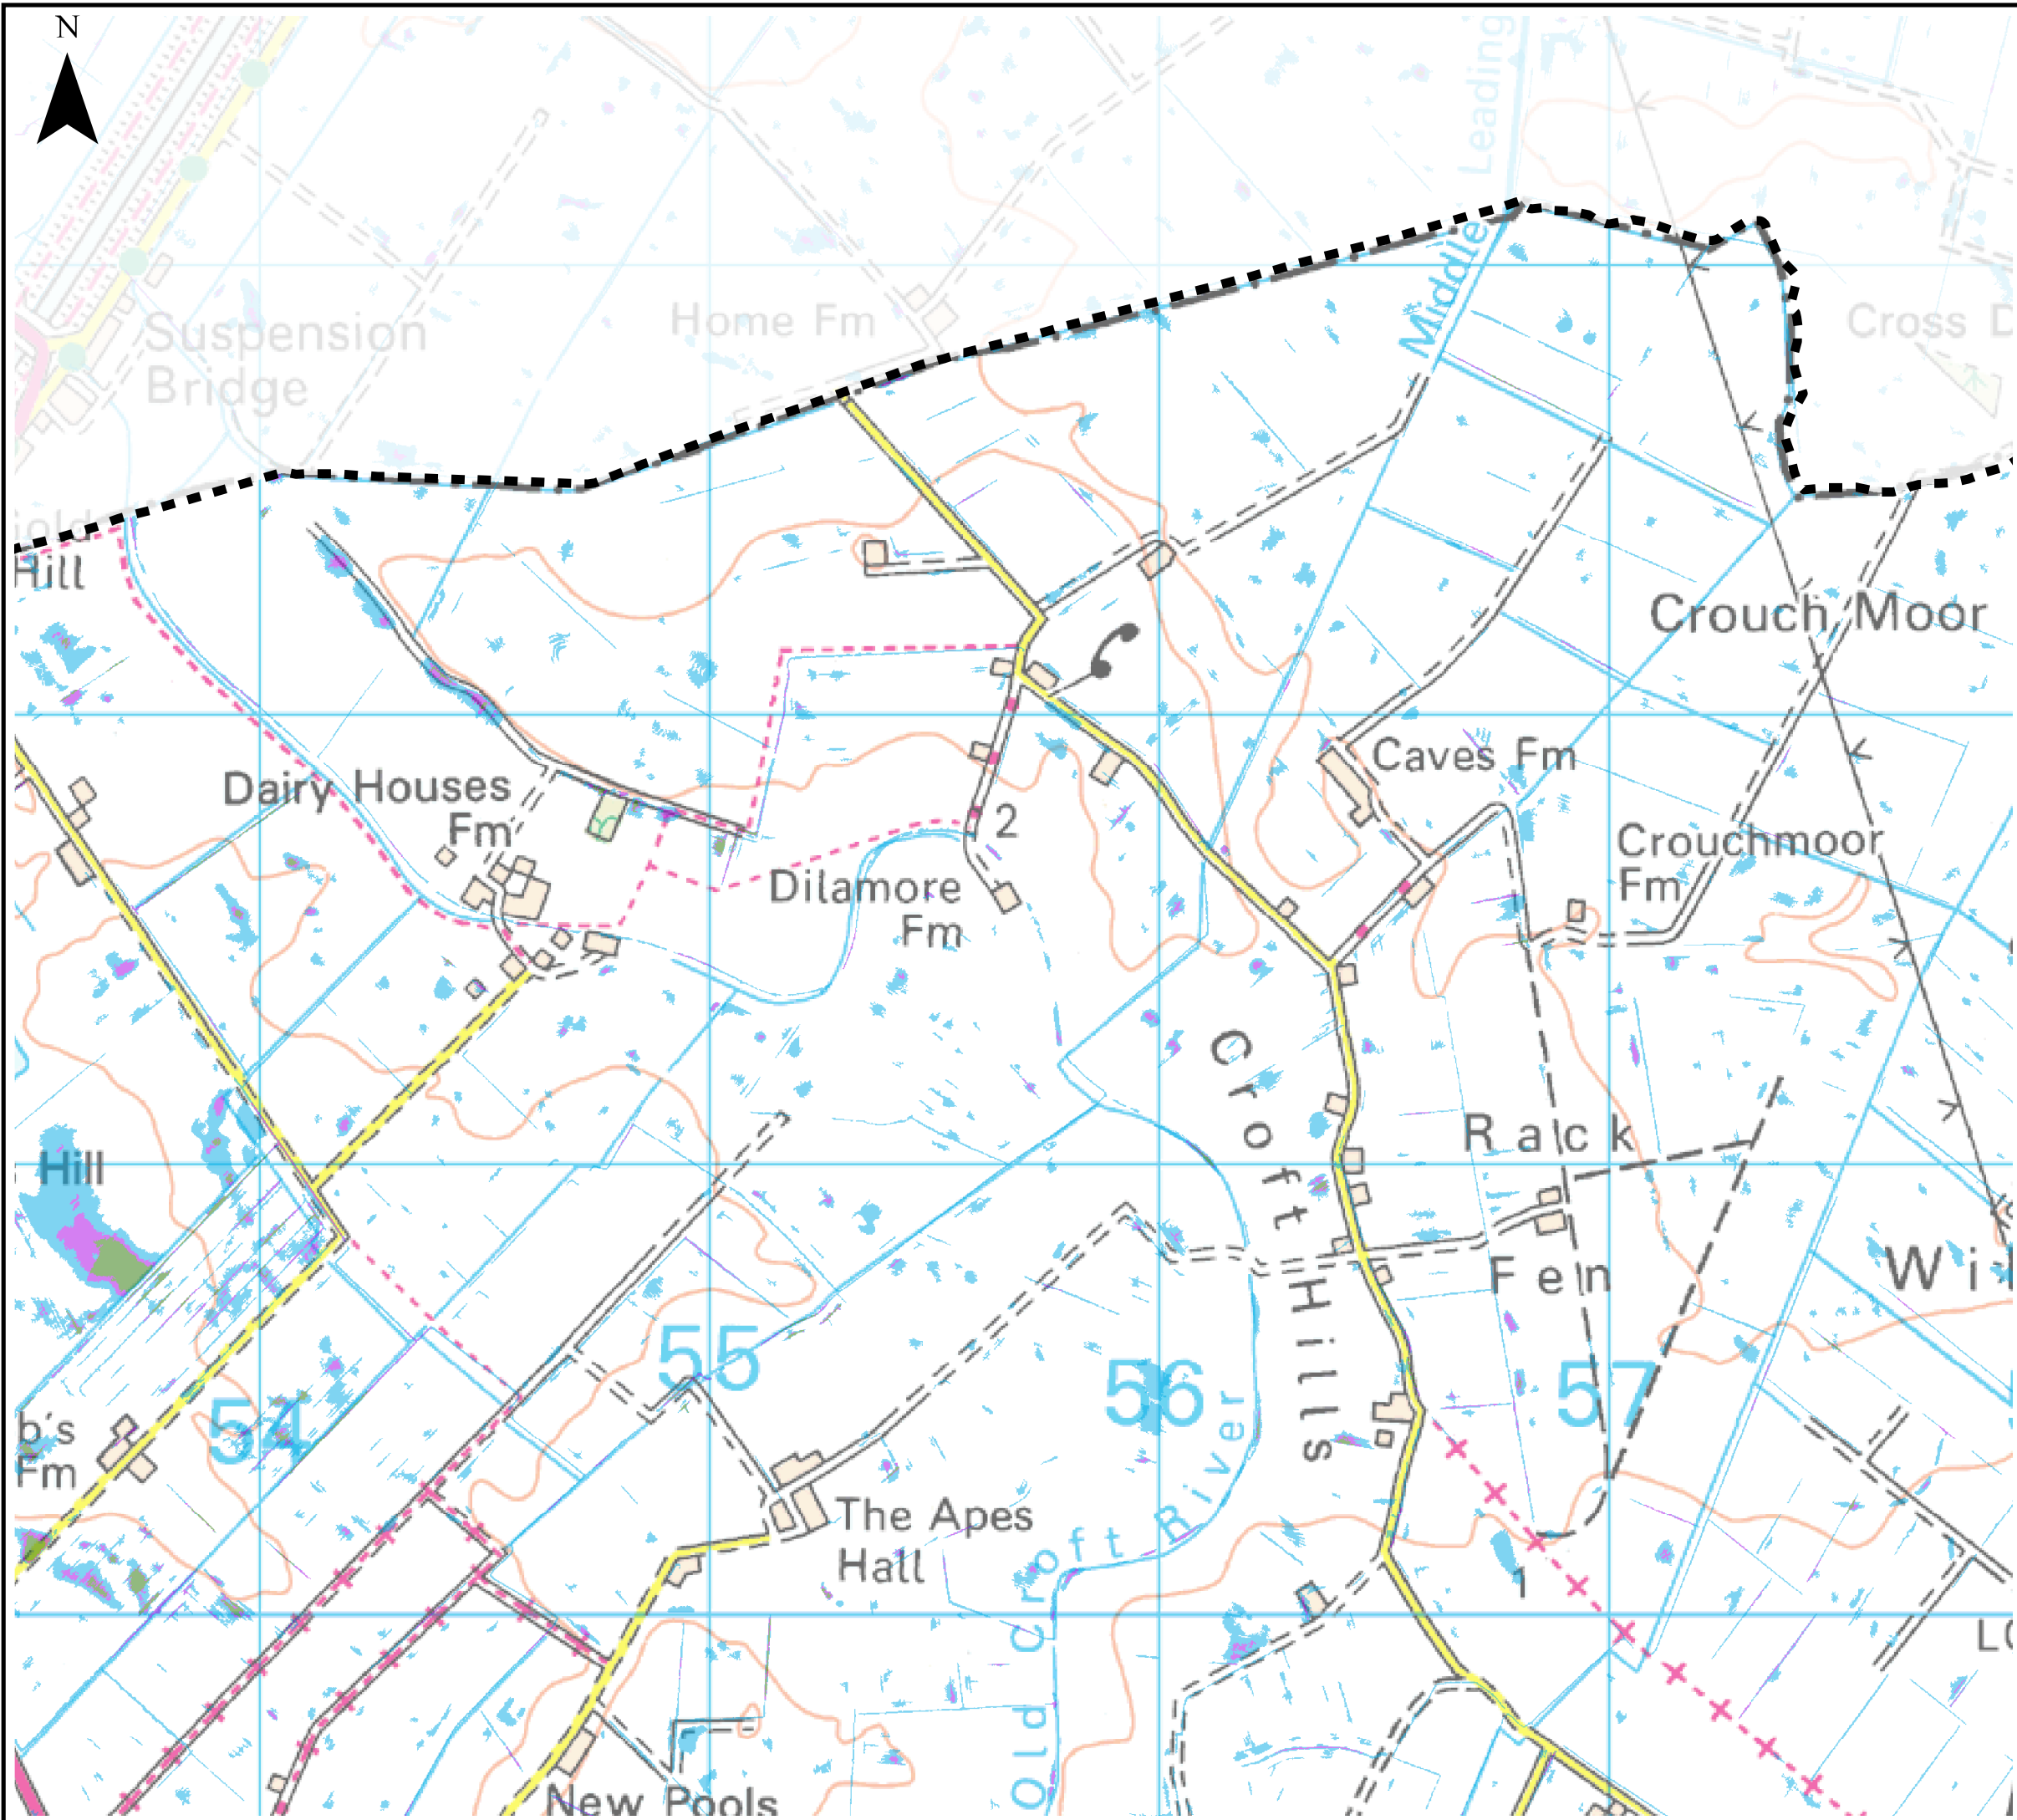 N
Leading
Middle
Suspension
Bridge
Home Fm
Cross D
Hill
Crouch Moor
Dairy Houses
Fm
Caves Fm
2
Crouchmoor
Fm
Dilamore
Fm
Croft Hills
Rack
Fen
Hill
55
56
57
54
b's
Fm
The Apes
Hall
Old Croft River
1
New Pools